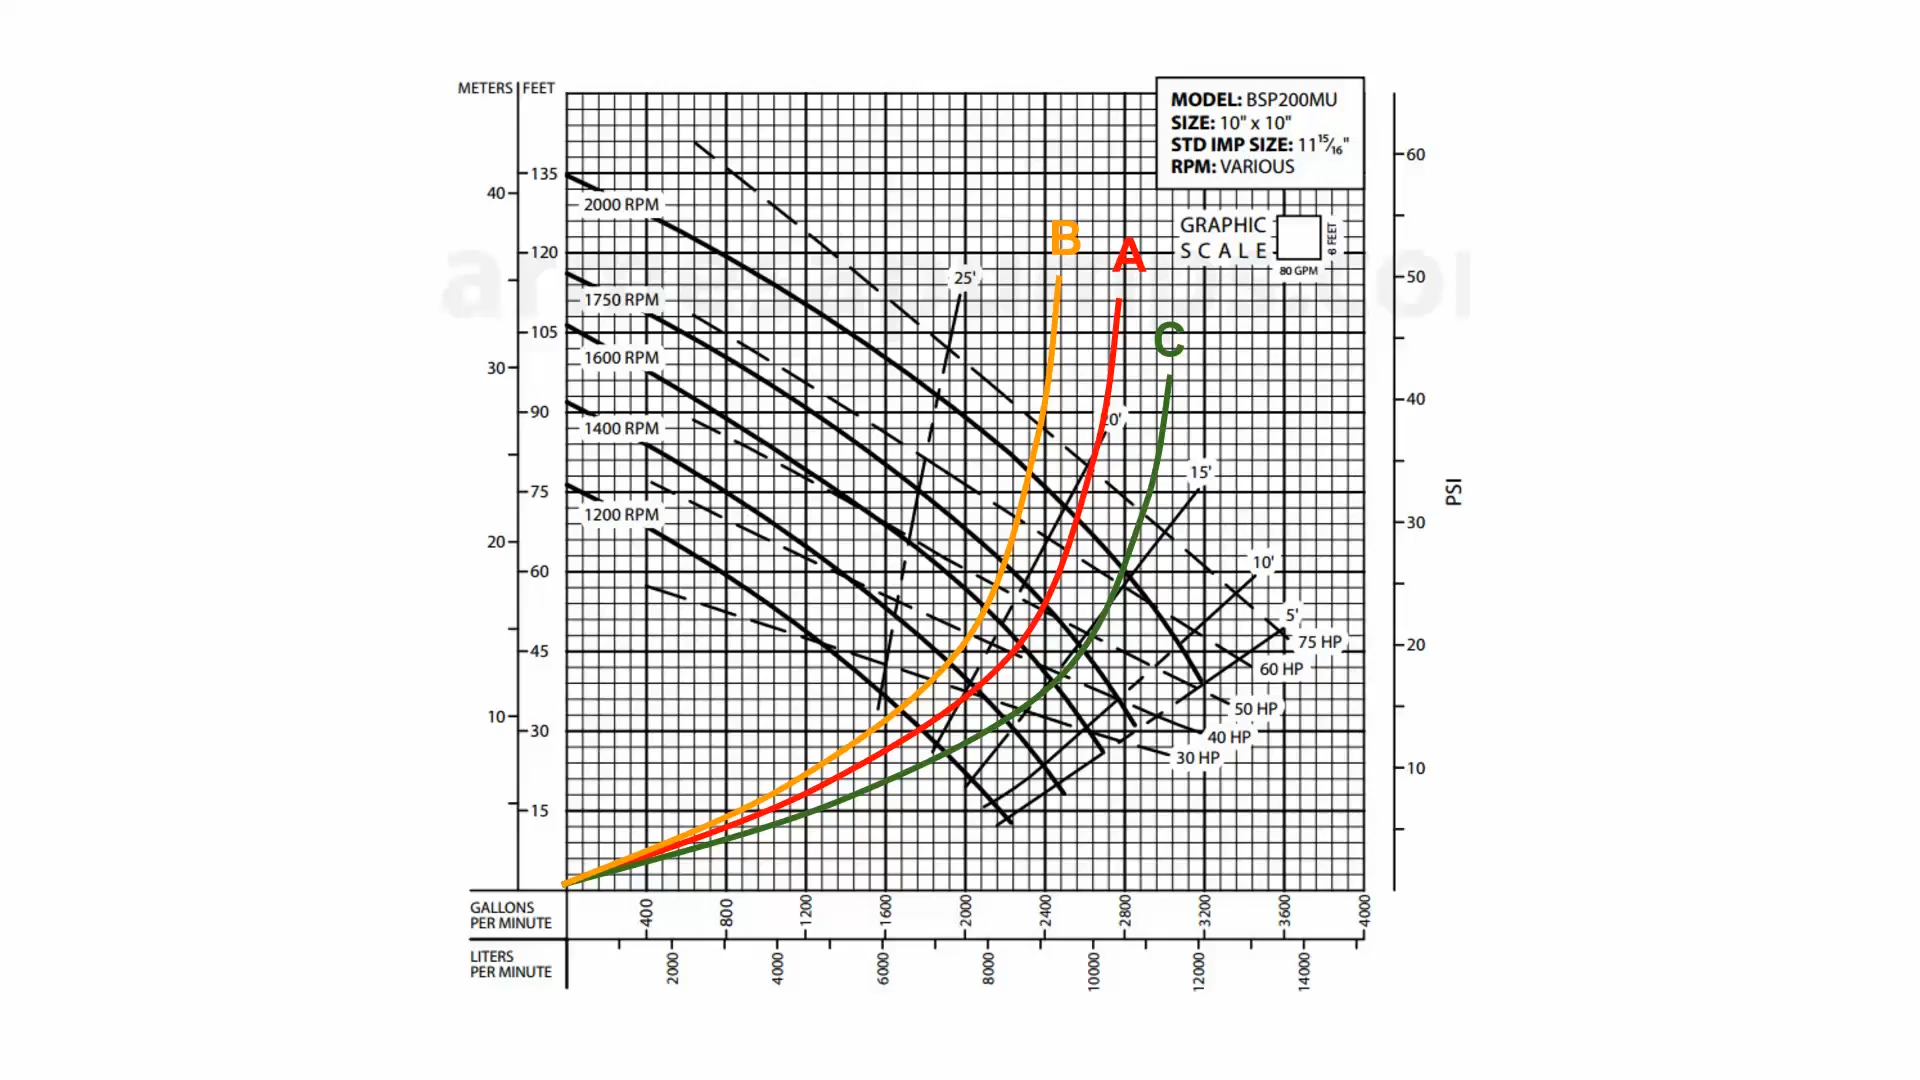 METERS FEET
MODEL: BSP200MU
SIZE: 10" x 10"
STD IMP SIZE: 11 15/16"
RPM: VARIOUS
60
135
40
2000 RPM
GRAPHIC
SCALE
8 FEET
80 GPM
B
A
120
50
25'
1750 RPM
105
C
1600 RPM
30
40
90
1400 RPM
15'
75
PSI
1200 RPM
30
20
60
10'
5'
75 HP
45
20
60 HP
50 HP
10
30
40 HP
30 HP
10
15
GALLONS
PER MINUTE
400 800 1200 1600 2000 2400 2800 3200 3600 4000
LITERS
PER MINUTE
2000 4000 6000 8000 10000 12000 14000